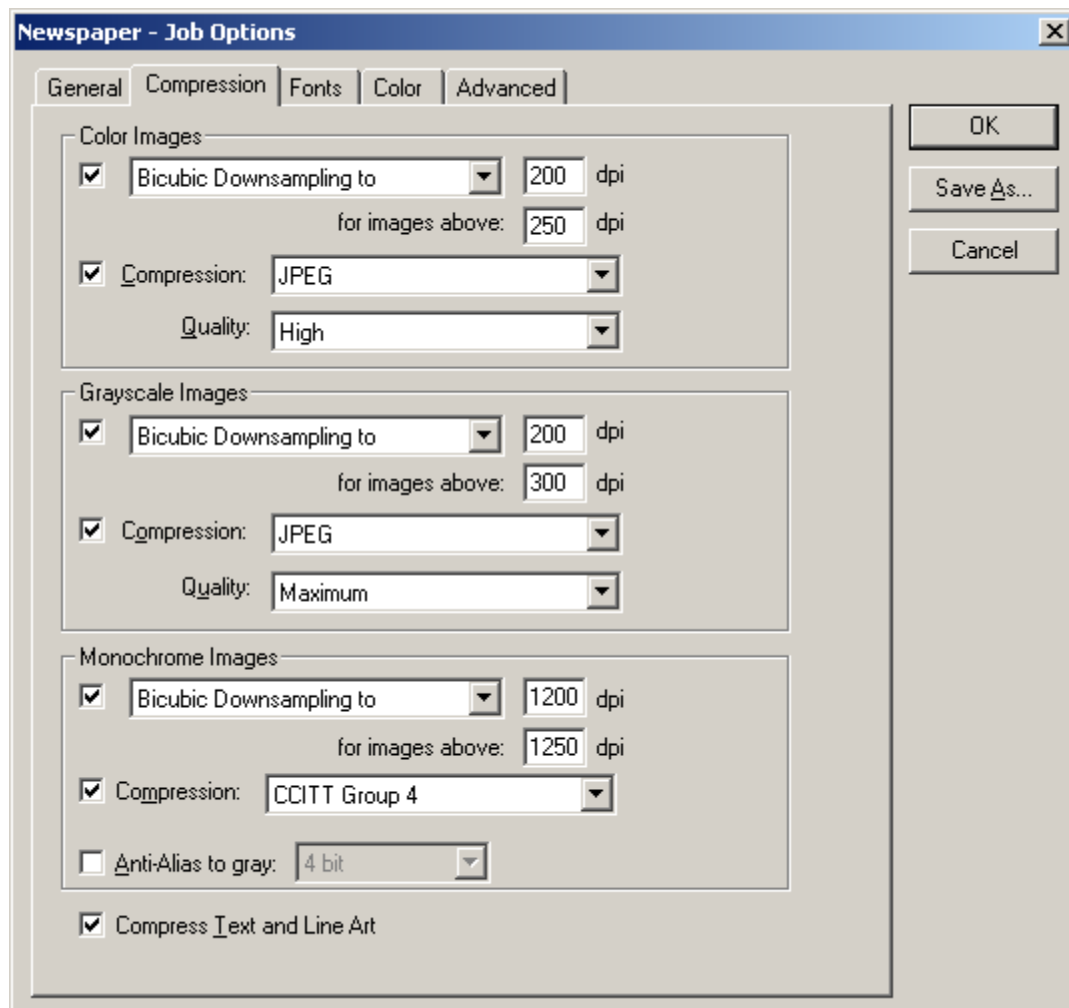 Newspaper - Job Options
General Compression Fonts Color Advanced
Color Images
Bicubic Downsampling to 200 dpi
for images above: 250 dpi
Compression: JPEG
Quality: High
Grayscale Images
Bicubic Downsampling to 200 dpi
for images above: 300 dpi
Compression: JPEG
Quality: Maximum
Monochrome Images
Bicubic Downsampling to 1200 dpi
for images above: 1250 dpi
Compression: CCITT Group 4
Anti-Alias to gray: 4 bit
Compress Text and Line Art
OK
Save As...
Cancel